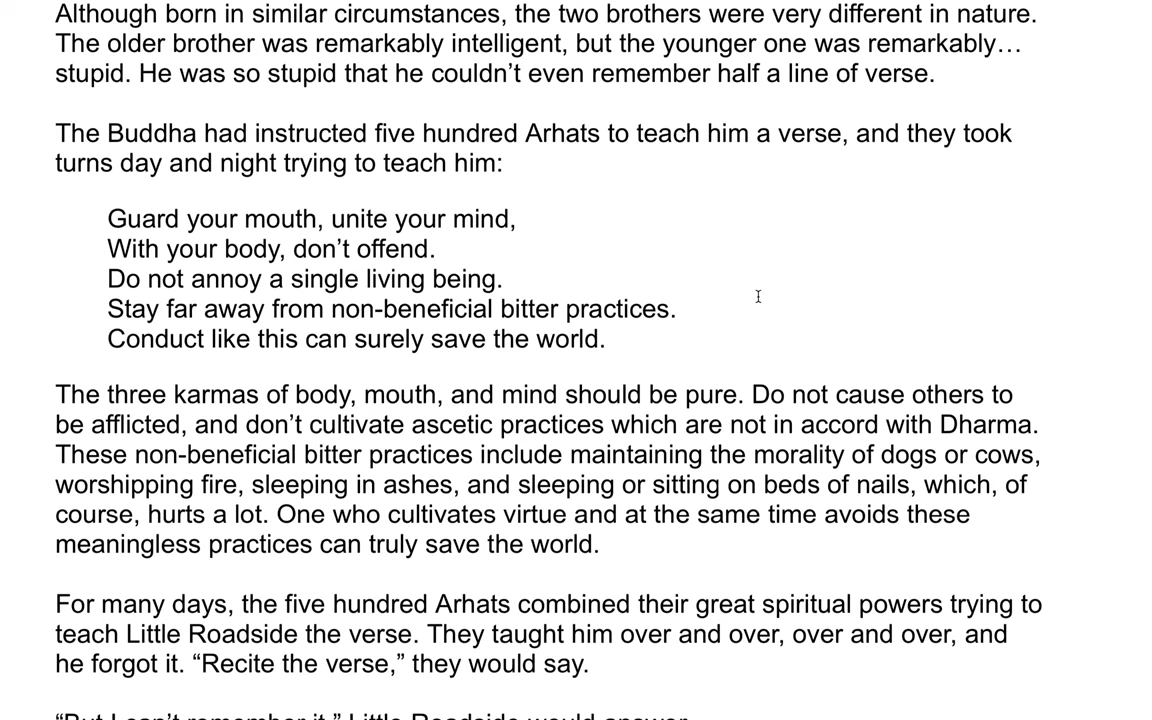 Although born in similar circumstances, the two brothers were very different in nature.
The older brother was remarkably intelligent, but the younger one was remarkably…
stupid. He was so stupid that he couldn’t even remember half a line of verse.
The Buddha had instructed five hundred Arhats to teach him a verse, and they took
turns day and night trying to teach him:
Guard your mouth, unite your mind,
With your body, don’t offend.
Do not annoy a single living being.
Stay far away from non-beneficial bitter practices.
Conduct like this can surely save the world.
The three karmas of body, mouth, and mind should be pure. Do not cause others to
be afflicted, and don’t cultivate ascetic practices which are not in accord with Dharma.
These non-beneficial bitter practices include maintaining the morality of dogs or cows,
worshipping fire, sleeping in ashes, and sleeping or sitting on beds of nails, which, of
course, hurts a lot. One who cultivates virtue and at the same time avoids these
meaningless practices can truly save the world.
For many days, the five hundred Arhats combined their great spiritual powers trying to
teach Little Roadside the verse. They taught him over and over, over and over, and
he forgot it. “Recite the verse,” they would say.
“But I can’t remember it,” Little Roadside would answer.